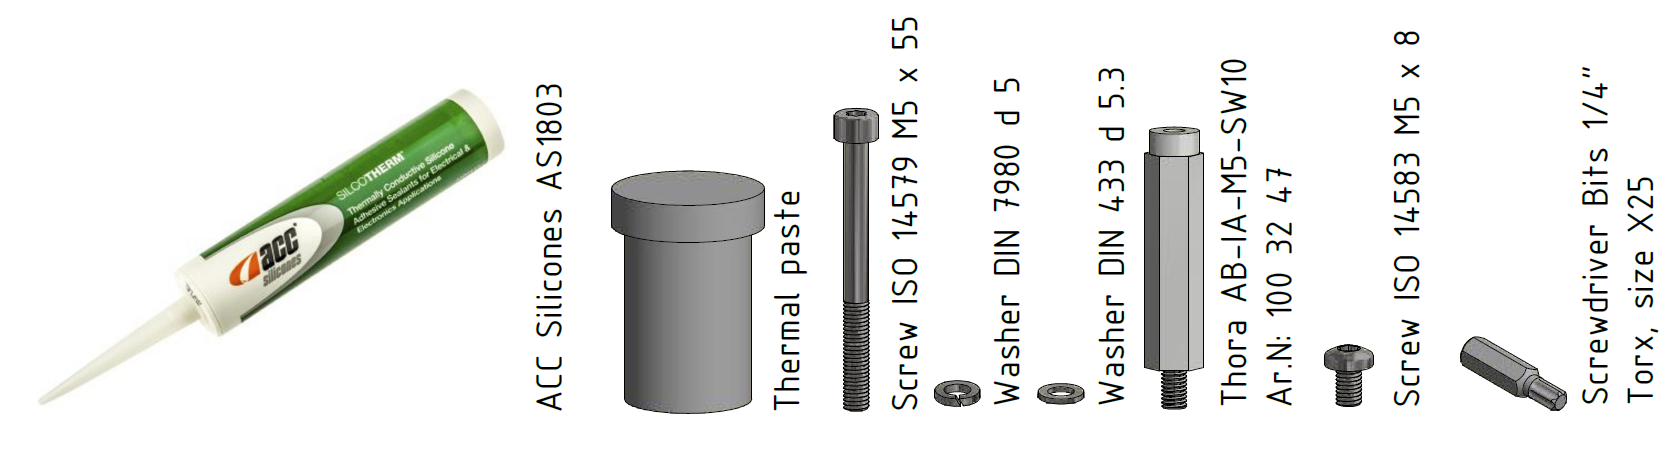 SILCOTHERM
Thermally Conductive Silicone
Adhesive Sealants for Electrical &
Electronics Applications
acc
silicones
ACC Silicones AS1803
Thermal paste
Screw ISO 14579 M5 x 55
Washer DIN 7980 d 5
Washer DIN 433 d 5.3
Thora AB-IA-M5-SW10
Ar.N: 100 32 47
Screw ISO 14583 M5 x 8
Screwdriver Bits 1/4”
Torx, size X25